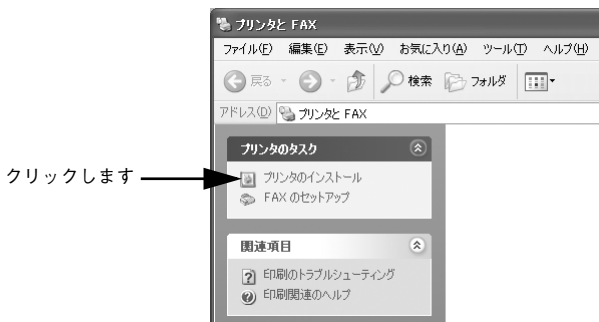 プリンタと FAX
ファイル(F) 編集(E) 表示(V) お気に入り(A) ツール(T) ヘルプ(H)
戻る 検索 フォルダ
アドレス(D) プリンタと FAX
プリンタのタスク
クリックします
プリンタのインストール
FAX のセットアップ
関連項目
印刷のトラブルシューティング
印刷関連のヘルプ